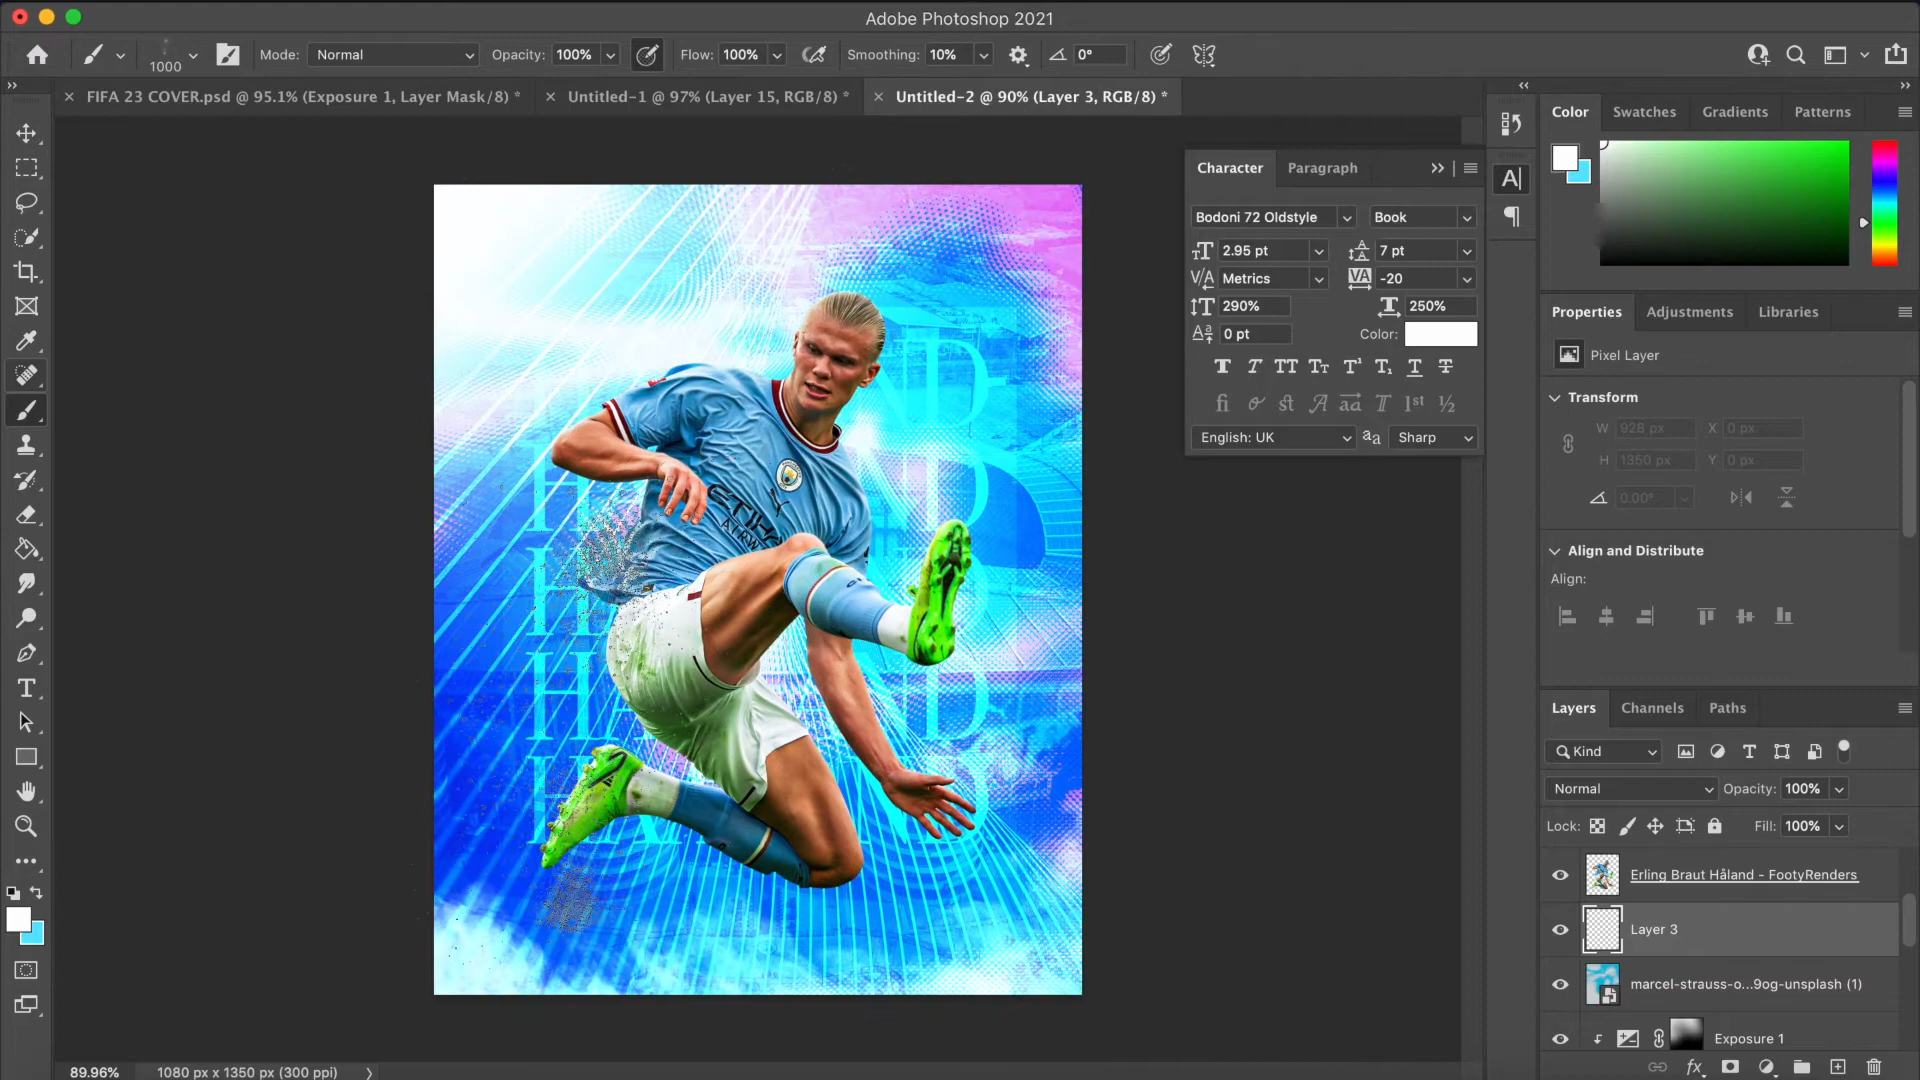 Adobe Photoshop 2021
1000
Mode: Normal
Opacity: 100%
Flow: 100%
Smoothing: 10%
0°
FIFA 23 COVER.psd @ 95.1% (Exposure 1, Layer Mask/8) *
Untitled-1 @ 97% (Layer 15, RGB/8) *
Untitled-2 @ 90% (Layer 3, RGB/8) *
Color
Swatches
Gradients
Patterns
Character
Paragraph
Bodoni 72 Oldstyle
Book
2.95 pt
7 pt
Metrics
-20
290%
250%
0 pt
Color:
English: UK
Sharp
Properties
Adjustments
Libraries
Pixel Layer
Transform
W 928 px
X 0 px
H 1350 px
Y 0 px
0.00°
Align and Distribute
Align:
Layers
Channels
Paths
Kind
Normal
Opacity: 100%
Lock:
Fill: 100%
Erling Braut Håland - FootyRenders
Layer 3
marcel-strauss-o...9og-unsplash (1)
Exposure 1
89.96%
1080 px x 1350 px (300 ppi)